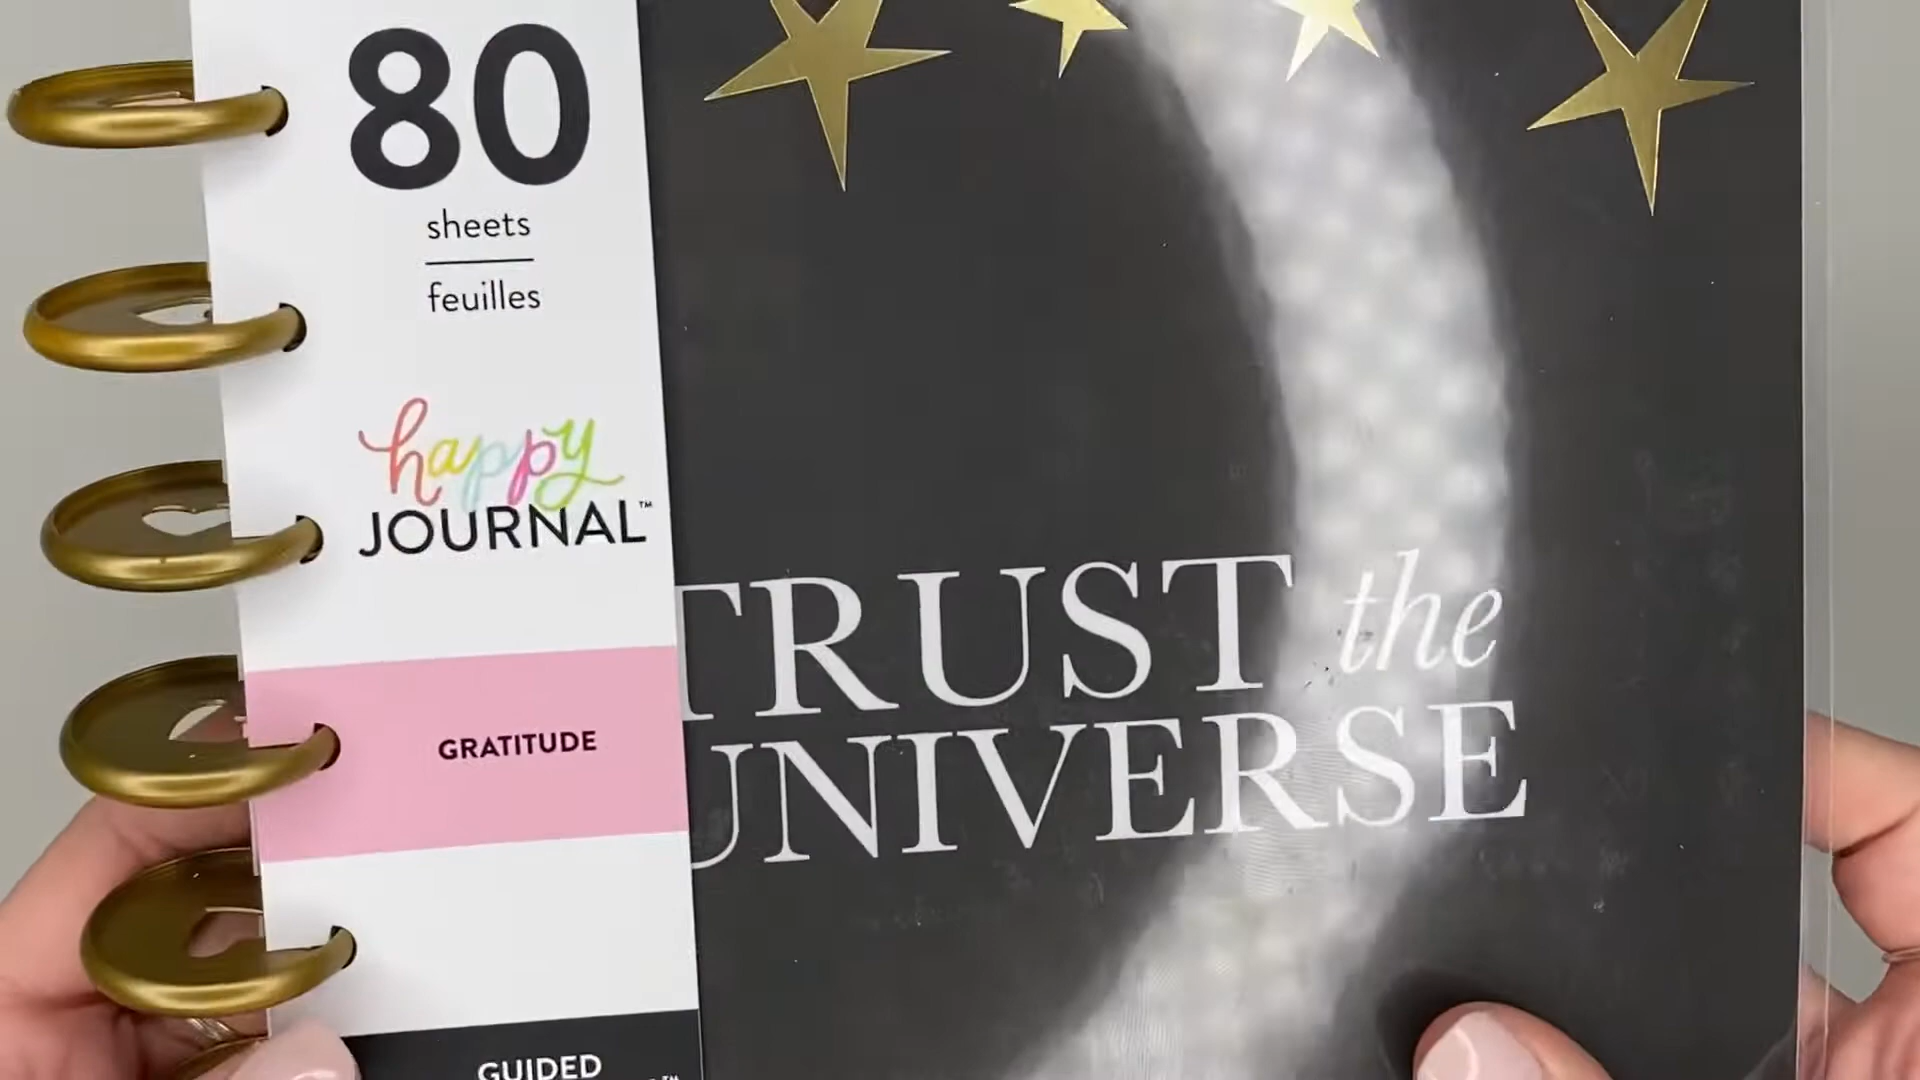 80
sheets
feuilles
happy
JOURNAL™
GRATITUDE
GUIDED
TRUST the
UNIVERSE